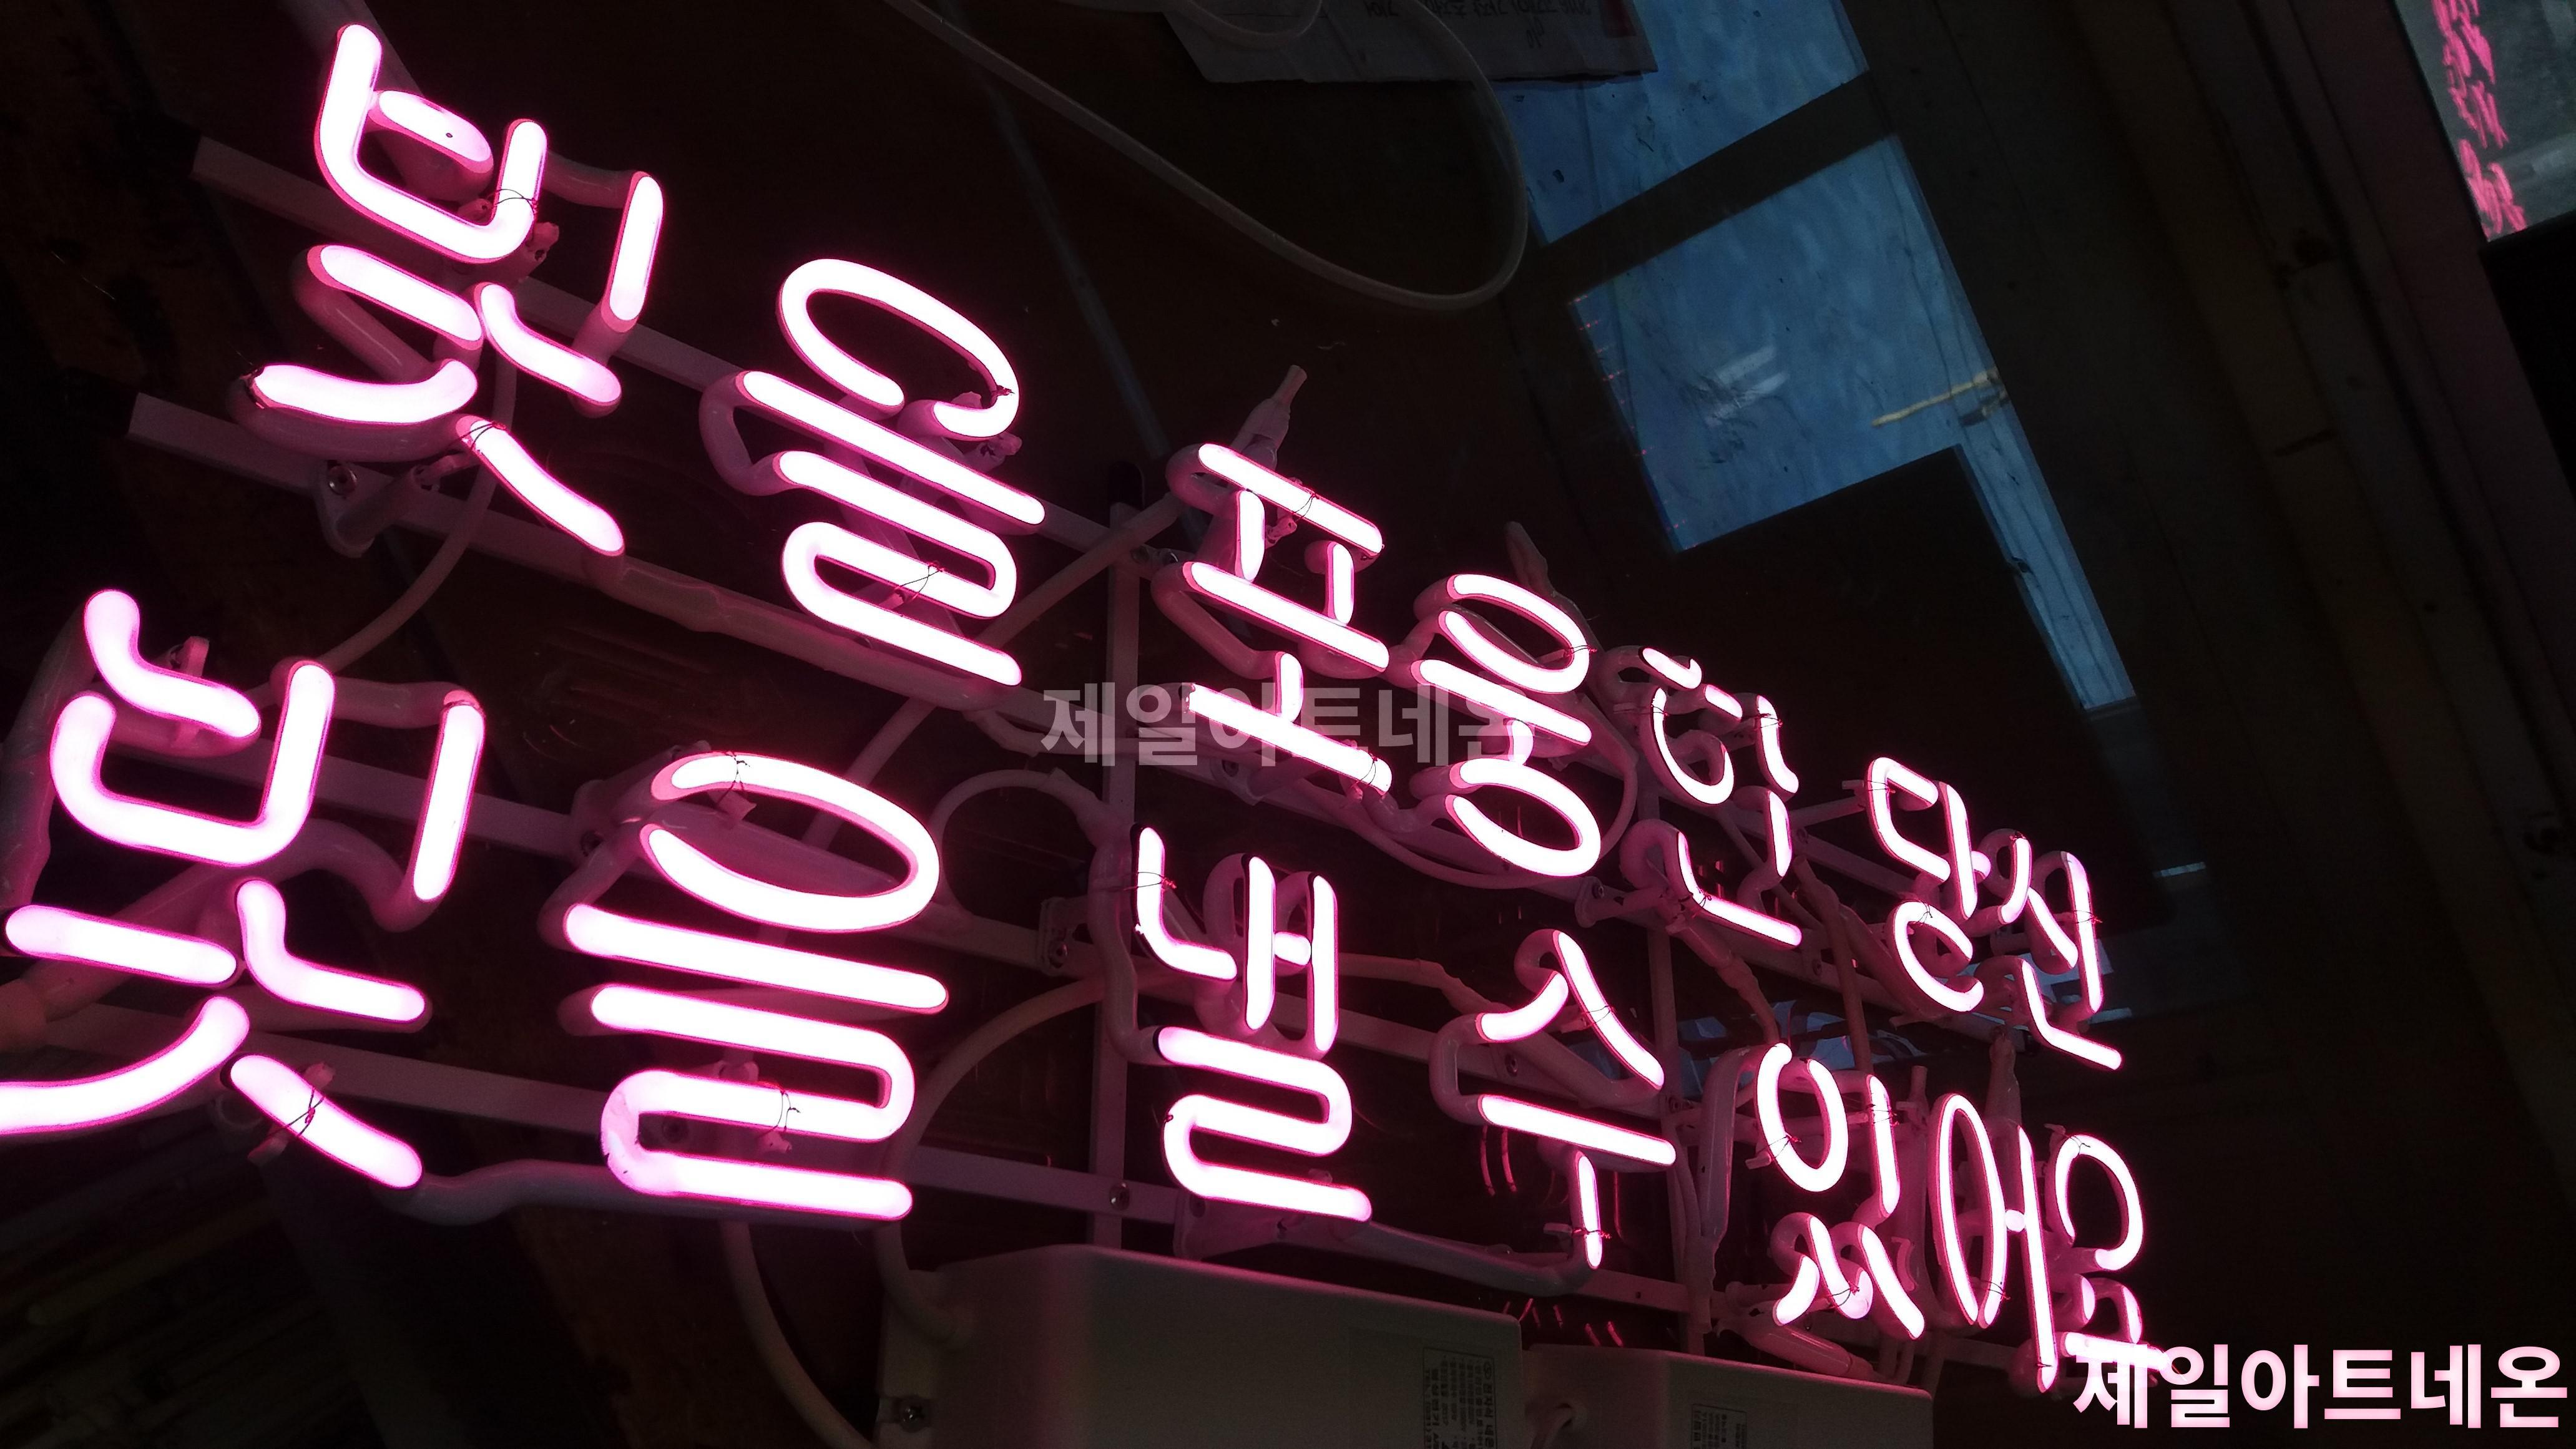 빛을 포웅한 당신
제일아트네온
빛을 낼 수 있어요
제일아트네온